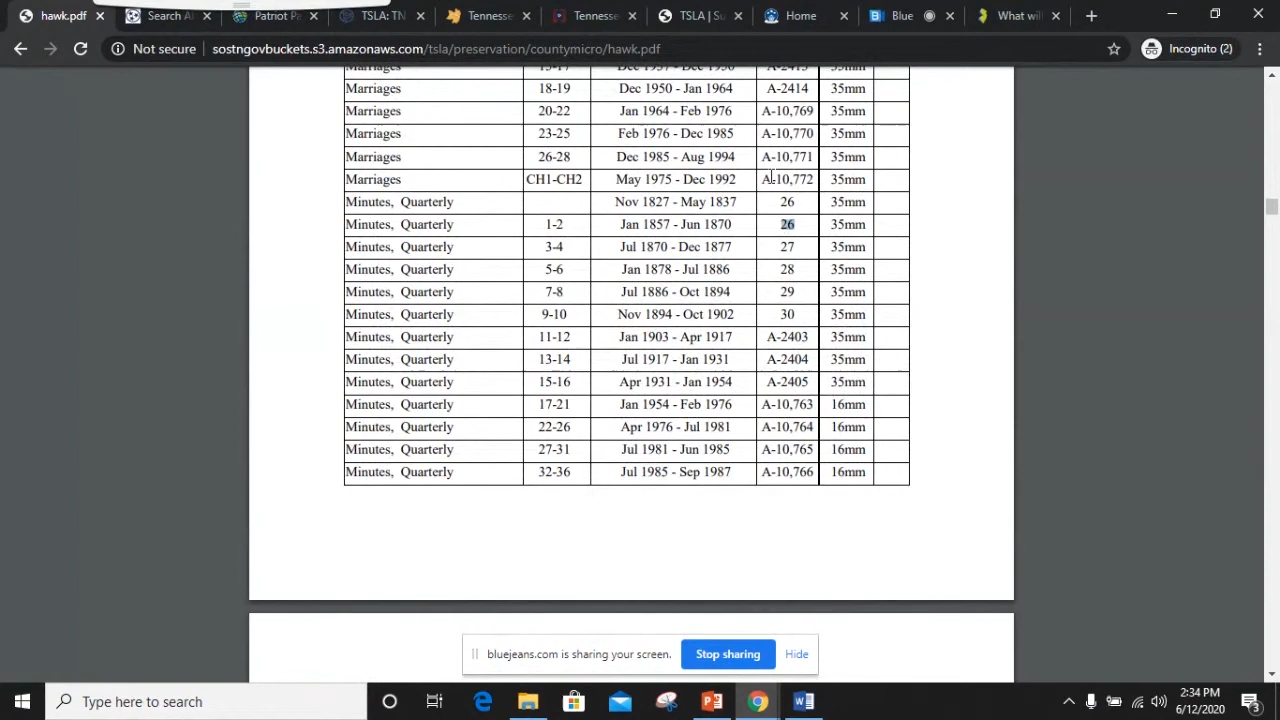 hawk.pdf Search A Patriot Pa TSLA: TN Tennesse Tennesse TSLA | Su Home Blue What will
Not secure sostngovbuckets.s3.amazonaws.com/tsla/preservation/countymicro/hawk.pdf Incognito (2)
Marriages 15-17 A-2413 35mm
Marriages 18-19 Dec 1950 - Jan 1964 A-2414 35mm
Marriages 20-22 Jan 1964 - Feb 1976 A-10,769 35mm
Marriages 23-25 Feb 1976 - Dec 1985 A-10,770 35mm
Marriages 26-28 Dec 1985 - Aug 1994 A-10,771 35mm
Marriages CH1-CH2 May 1975 - Dec 1992 A-10,772 35mm
Minutes, Quarterly Nov 1827 - May 1837 26 35mm
Minutes, Quarterly 1-2 Jan 1857 - Jun 1870 26 35mm
Minutes, Quarterly 3-4 Jul 1870 - Dec 1877 27 35mm
Minutes, Quarterly 5-6 Jan 1878 - Jul 1886 28 35mm
Minutes, Quarterly 7-8 Jul 1886 - Oct 1894 29 35mm
Minutes, Quarterly 9-10 Nov 1894 - Oct 1902 30 35mm
Minutes, Quarterly 11-12 Jan 1903 - Apr 1917 A-2403 35mm
Minutes, Quarterly 13-14 Jul 1917 - Jan 1931 A-2404 35mm
Minutes, Quarterly 15-16 Apr 1931 - Jan 1954 A-2405 35mm
Minutes, Quarterly 17-21 Jan 1954 - Feb 1976 A-10,763 16mm
Minutes, Quarterly 22-26 Apr 1976 - Jul 1981 A-10,764 16mm
Minutes, Quarterly 27-31 Jul 1981 - Jun 1985 A-10,765 16mm
Minutes, Quarterly 32-36 Jul 1985 - Sep 1987 A-10,766 16mm
bluejeans.com is sharing your screen. Stop sharing Hide
Type here to search
2:34 PM
6/12/2020
3